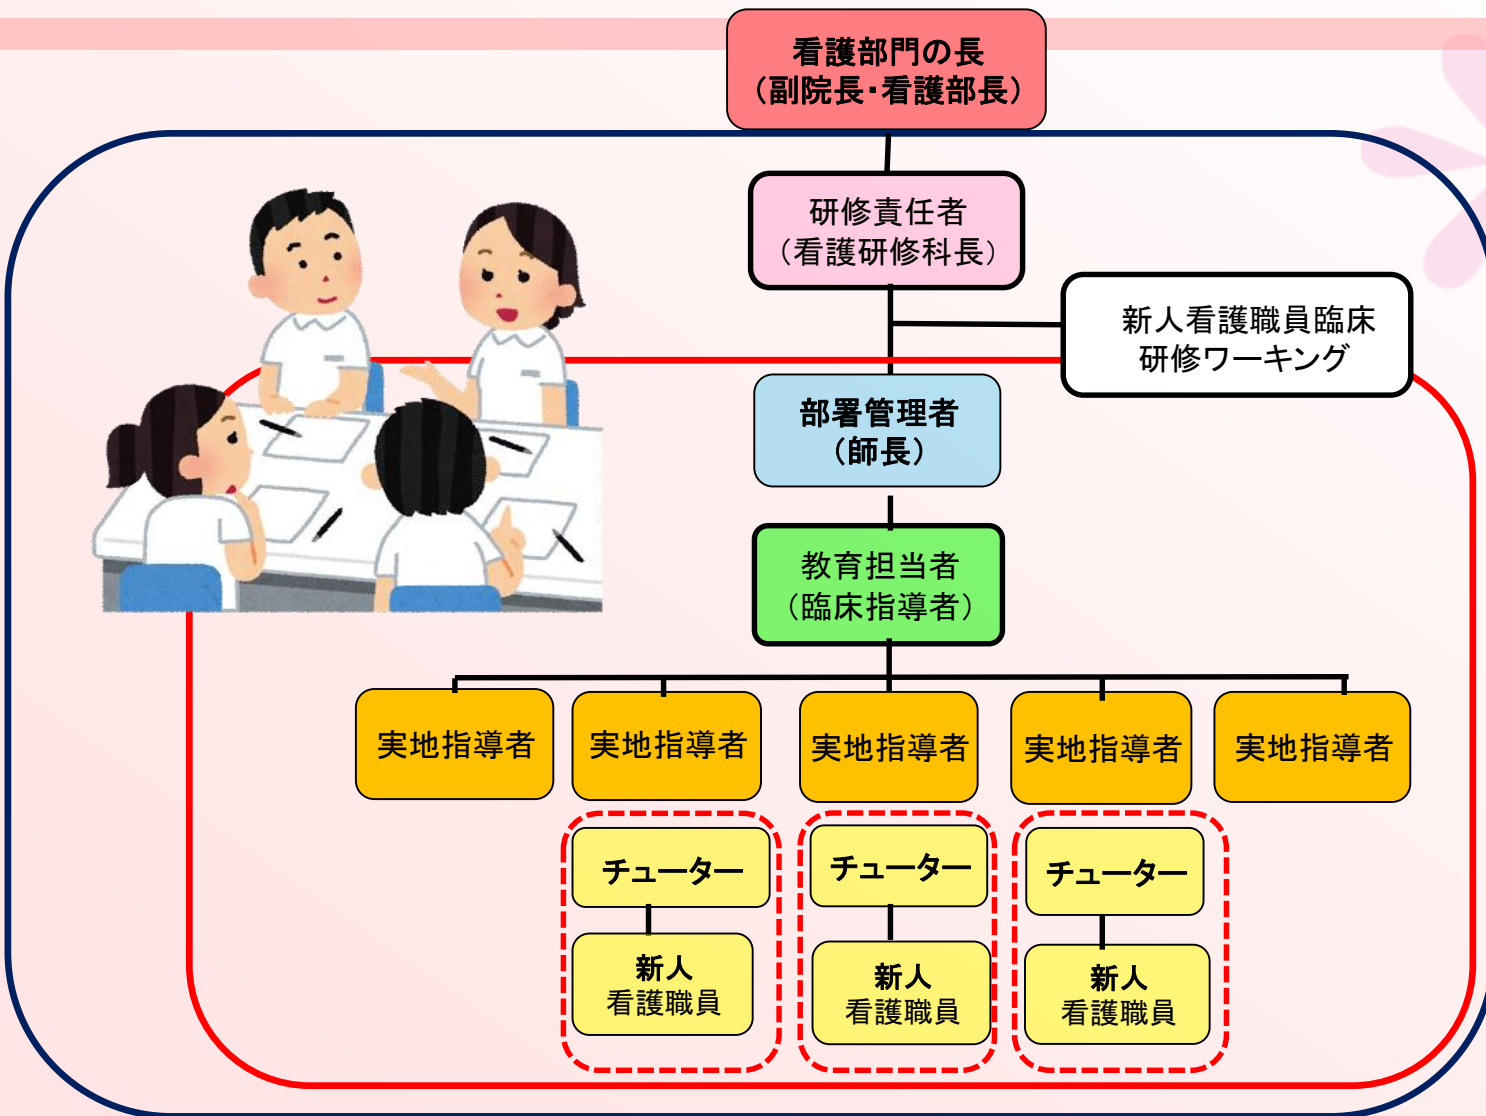 看護部門の長
（副院長・看護部長）
研修責任者
（看護研修科長）
新人看護職員臨床
研修ワーキング
部署管理者
（師長）
教育担当者
（臨床指導者）
実地指導者
実地指導者
実地指導者
実地指導者
実地指導者
チューター
チューター
チューター
新人
看護職員
新人
看護職員
新人
看護職員